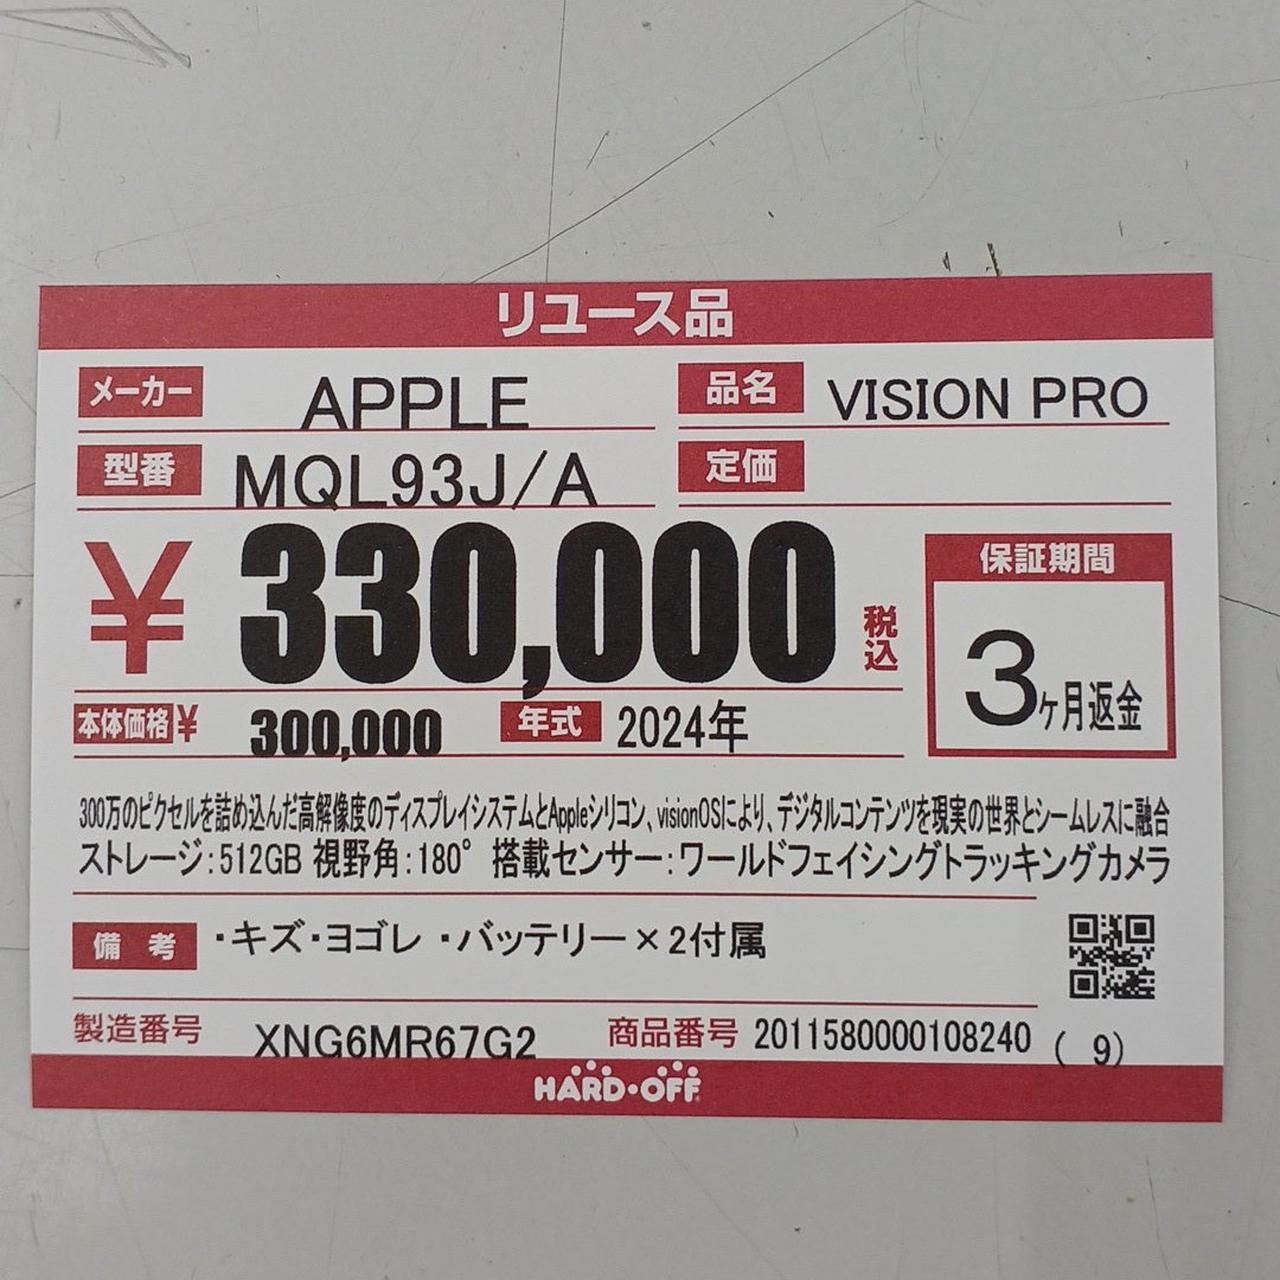 リユース品
メーカー APPLE 品名 VISION PRO
型番 MQL93J/A 定価
¥330,000 税込
保証期間
3ヶ月返金
本体価格¥ 300,000 年式 2024年
300万のピクセルを詰め込んだ高解像度のディスプレイシステムとAppleシリコン、visionOSにより、デジタルコンテンツを現実の世界とシームレスに融合
ストレージ:512GB 視野角:180° 搭載センサー:ワールドフェイシングトラッキングカメラ
備考 ・キズ・ヨゴレ ・バッテリー×2付属
製造番号 XNG6MR67G2 商品番号 2011580000108240 ( 9)
HARD・OFF